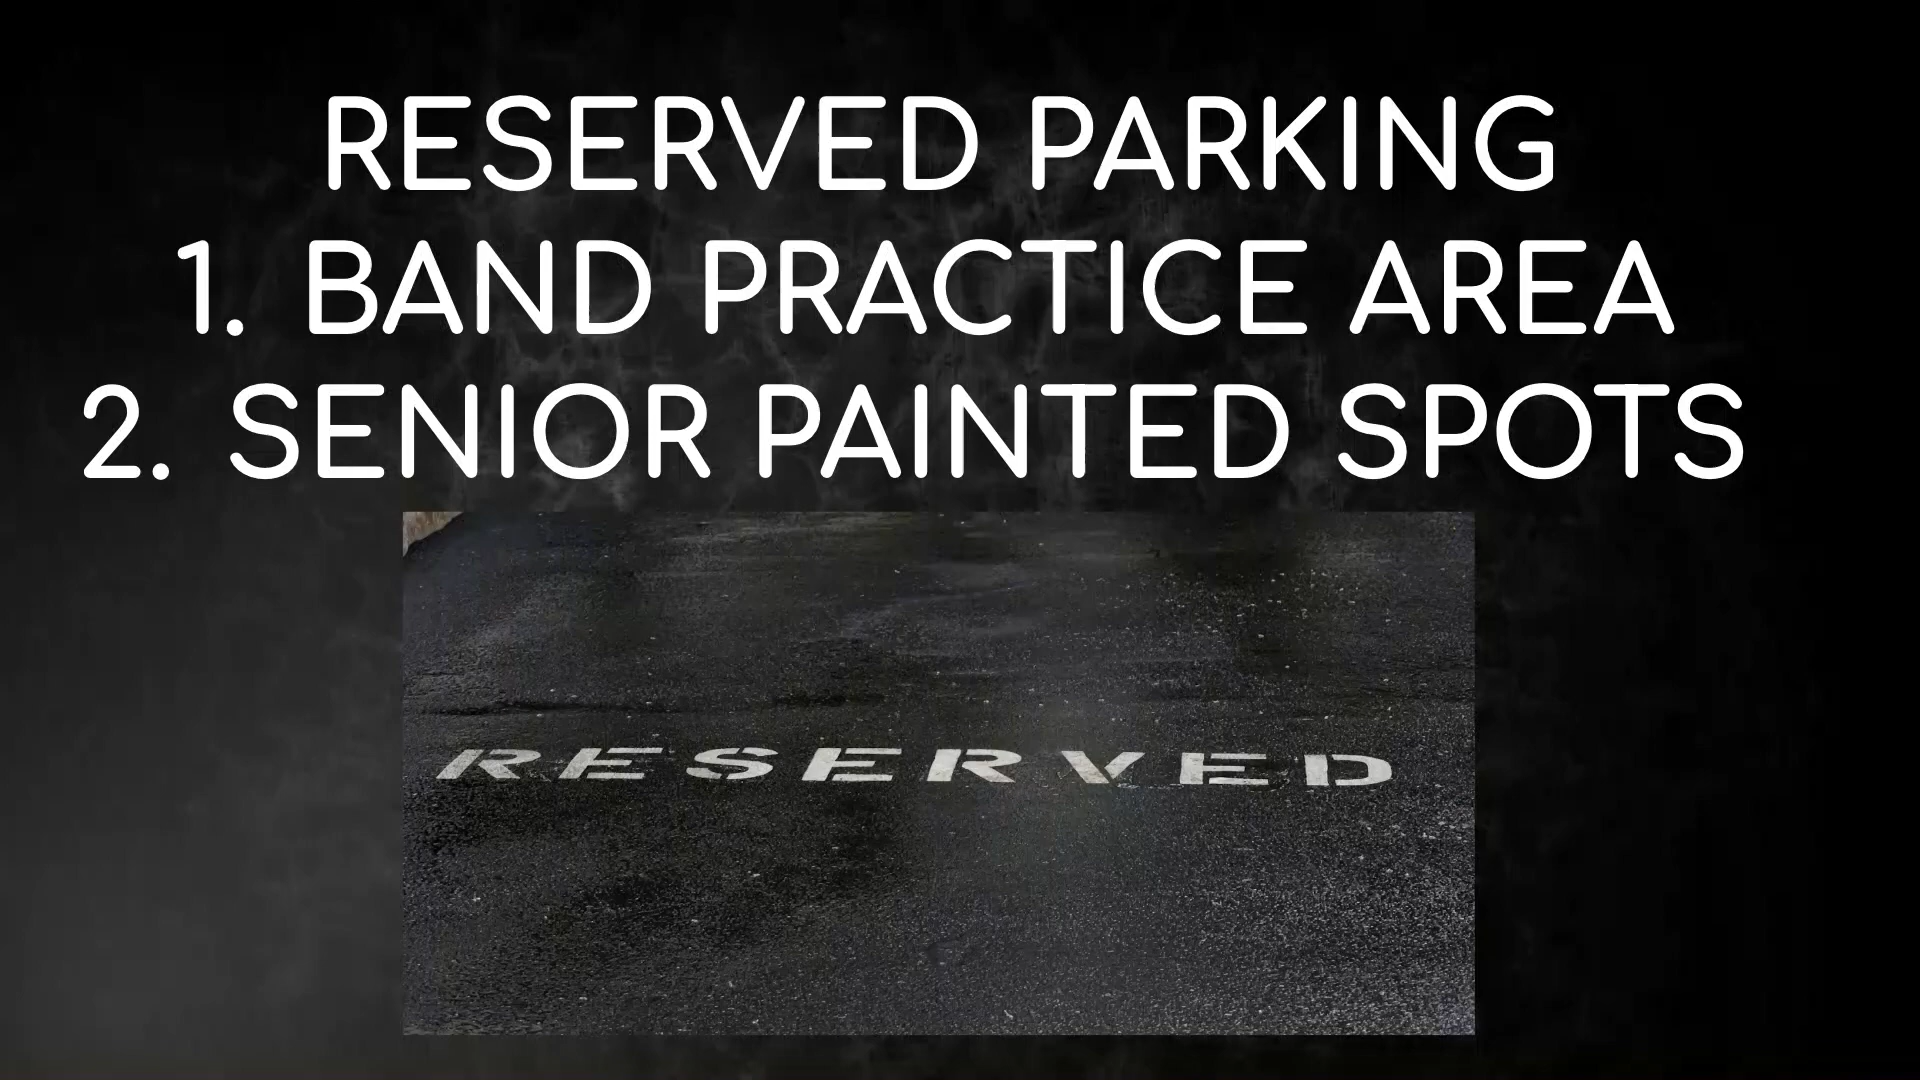 RESERVED PARKING
1. BAND PRACTICE AREA
2. SENIOR PAINTED SPOTS
RESERVED